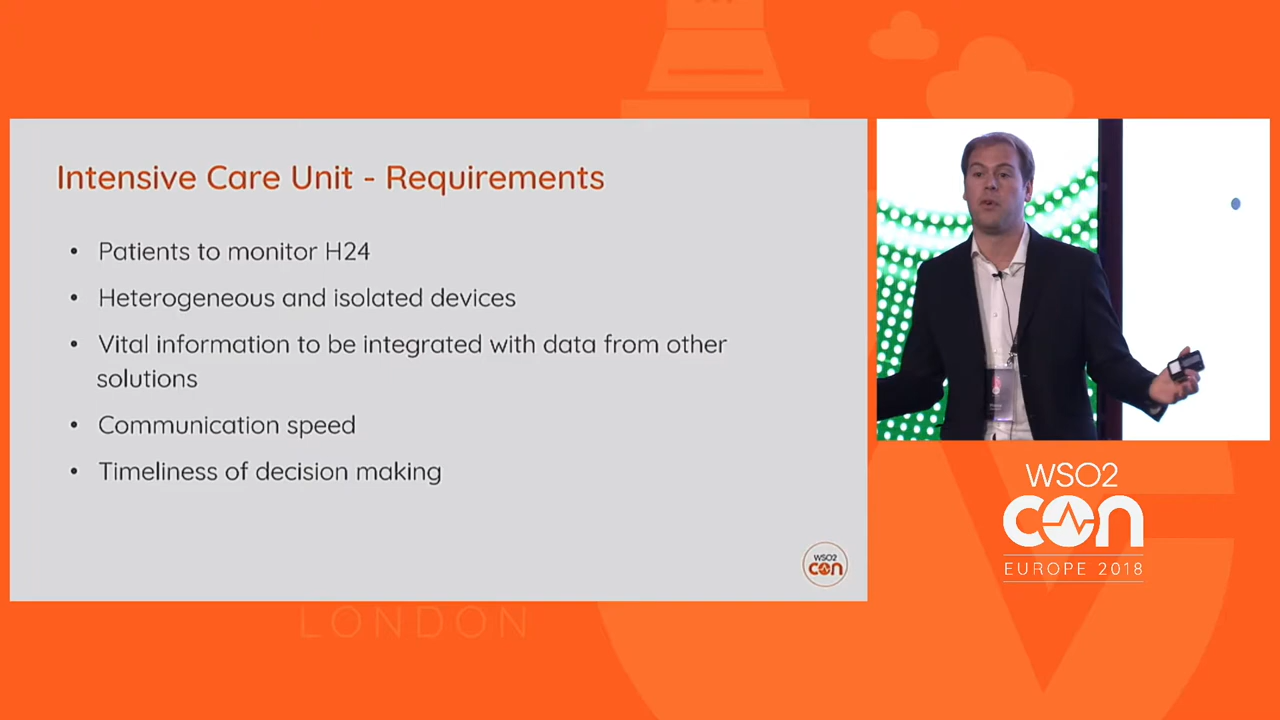 Intensive Care Unit - Requirements
• Patients to monitor H24
• Heterogeneous and isolated devices
• Vital information to be integrated with data from other
solutions
• Communication speed
• Timeliness of decision making
WSO2
con
WSO2
con
EUROPE 2018
LONDON